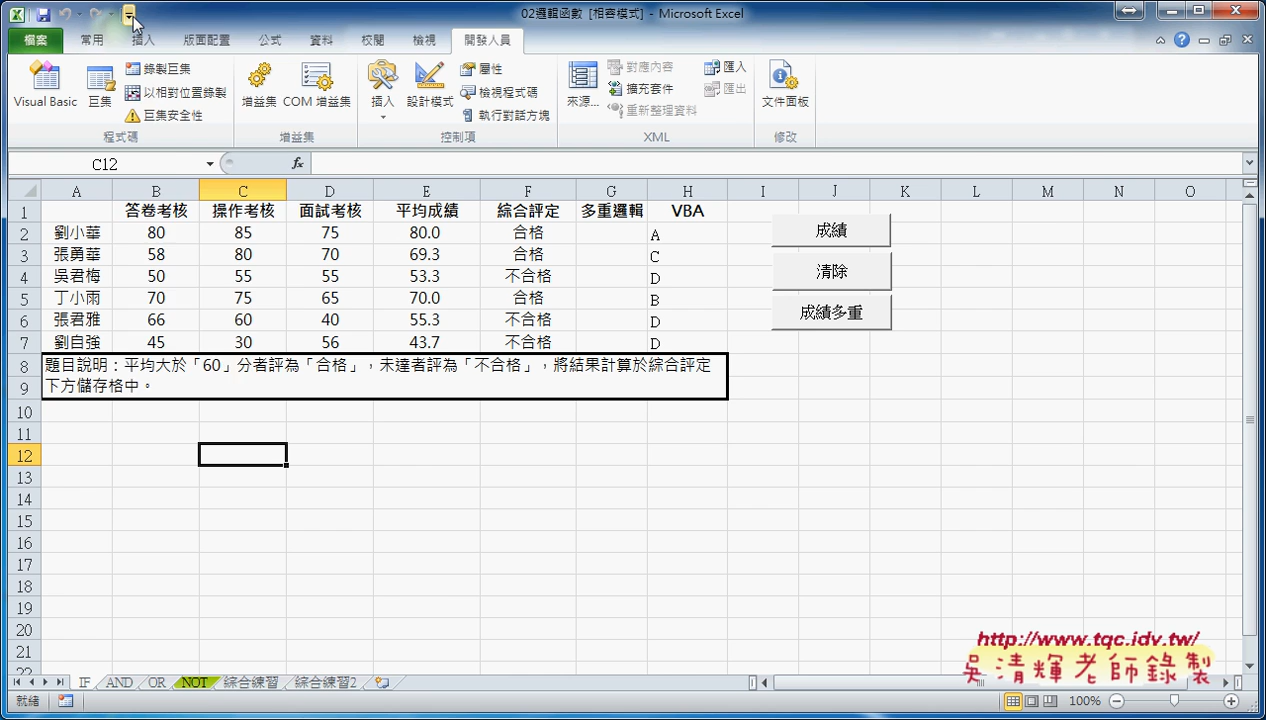 02邏輯函數 [相容模式] - Microsoft Excel
檔案 常用 插入 版面配置 公式 資料 校閱 檢視 開發人員
Visual Basic 巨集 錄製巨集 以相對位置錄製 巨集安全性 程式碼
增益集 COM 增益集 增益集
插入 設計模式 屬性 檢視程式碼 執行對話方塊 控制項
來源... 對應內容 擴充套件 重新整理資料 匯入 匯出 XML
文件面板 修改
C12 fx
A B C D E F G H I J K L M N O
1 答卷考核 操作考核 面試考核 平均成績 綜合評定 多重邏輯 VBA
2 劉小華 80 85 75 80.0 合格 A 成績
3 張勇華 58 80 70 69.3 合格 C
4 吳君梅 50 55 55 53.3 不合格 D 清除
5 丁小雨 70 75 65 70.0 合格 B
6 張君雅 66 60 40 55.3 不合格 D 成績多重
7 劉自強 45 30 56 43.7 不合格 D
8 題目說明：平均大於「60」分者評為「合格」，未達者評為「不合格」，將結果計算於綜合評定
9 下方儲存格中。
10
11
12
13
14
15
16
17
18
19
20
21
22
http://www.tqc.idv.tw/
吳清輝老師錄製
IF AND OR NOT 綜合練習 綜合練習2
就緒 100%